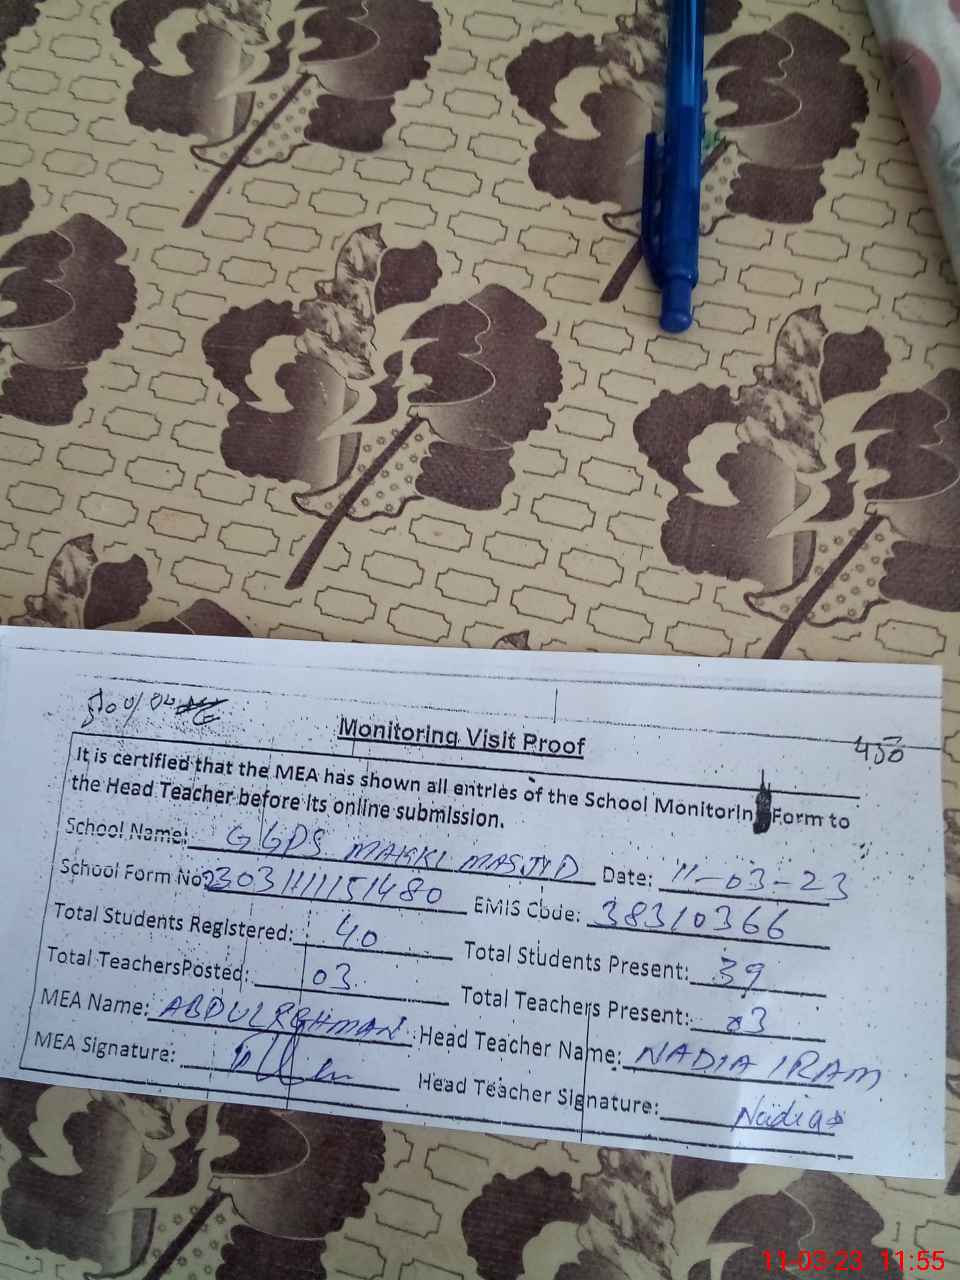 450
Monitoring Visit Proof
It is certified that the MEA has shown all entries of the School Monitorin Form to
the Head Teacher before its online submission.
School Name: GGPS MAKKI MASJID Date: 11-03-23
School Form No: 23031111151480 EMIS Code: 38310366
Total Students Registered: 40 Total Students Present: 39
Total TeachersPosted: 03 Total Teachers Present: 03
MEA Name: ABDULREHMAN Head Teacher Name: NADIA IRAM
MEA Signature: Head Teacher Signature: Nadia
11-03-23 11:55